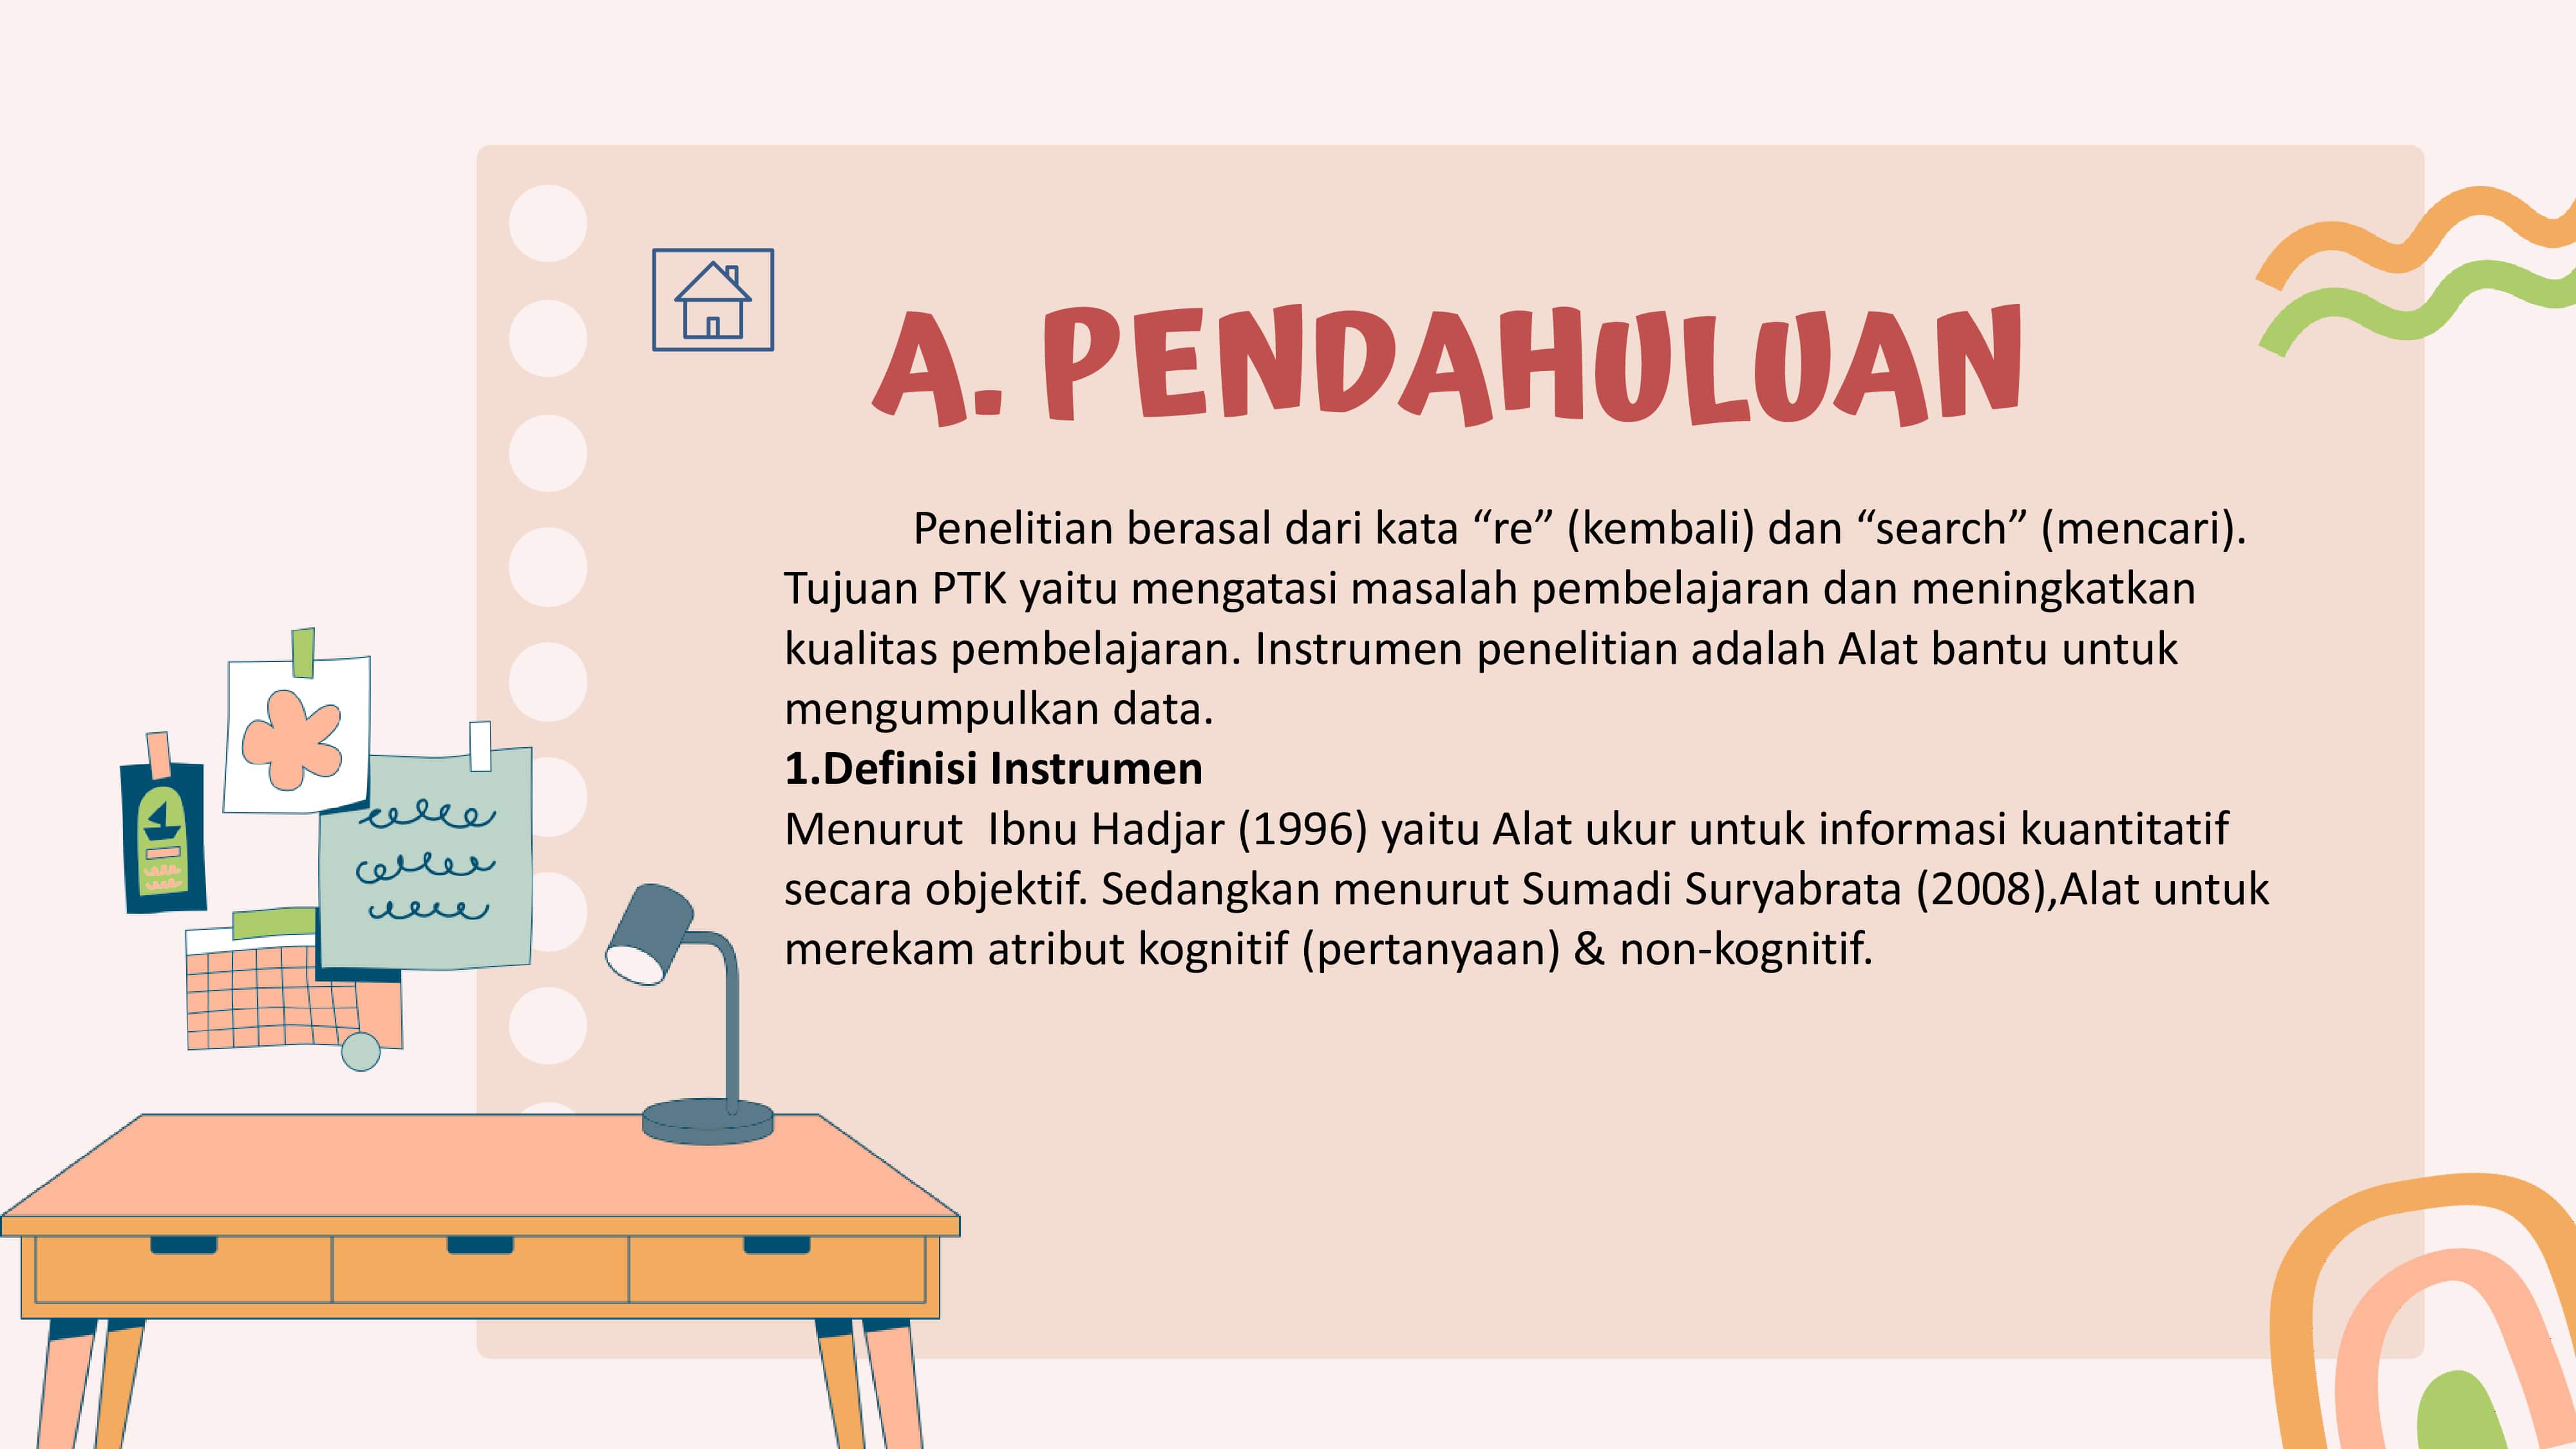 A. PENDAHULUAN
Penelitian berasal dari kata “re” (kembali) dan “search” (mencari).
Tujuan PTK yaitu mengatasi masalah pembelajaran dan meningkatkan
kualitas pembelajaran. Instrumen penelitian adalah Alat bantu untuk
mengumpulkan data.
1.Definisi Instrumen
Menurut  Ibnu Hadjar (1996) yaitu Alat ukur untuk informasi kuantitatif
secara objektif. Sedangkan menurut Sumadi Suryabrata (2008),Alat untuk
merekam atribut kognitif (pertanyaan) & non-kognitif.